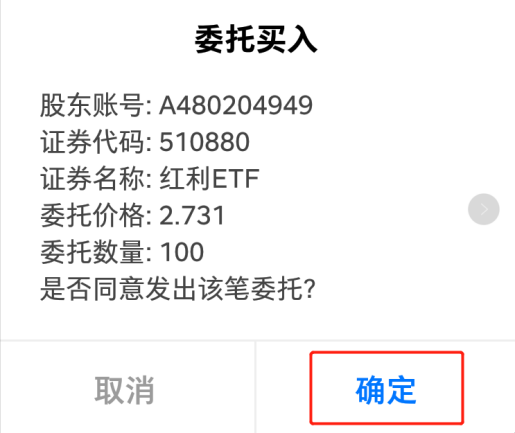 委托买入
股东账号: A480204949
证券代码: 510880
证券名称: 红利ETF
委托价格: 2.731
委托数量: 100
是否同意发出该笔委托?
取消
确定